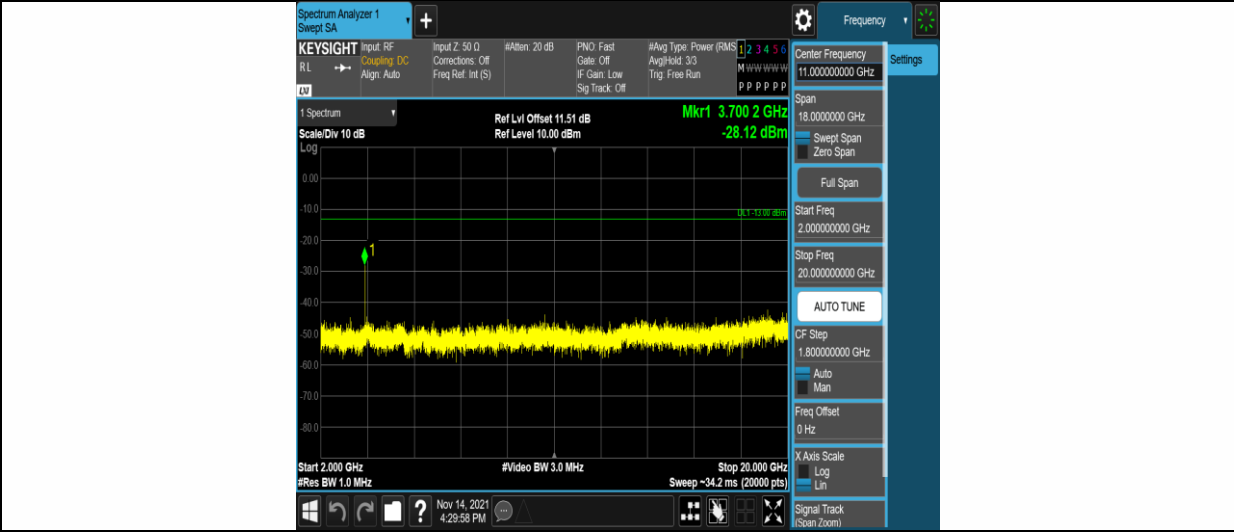 Spectrum Analyzer 1
Swept SA
+
Frequency
KEYSIGHT
RL
LXI
Input: RF
Coupling: DC
Align: Auto
Input Z: 50 Ω
Corrections: Off
Freq Ref: Int (S)
#Atten: 20 dB
PNO: Fast
Gate: Off
IF Gain: Low
Sig Track: Off
#Avg Type: Power (RMS
Avg|Hold: 3/3
Trig: Free Run
1 2 3 4 5 6
M W W W W W
P P P P P P
1 Spectrum
Scale/Div 10 dB
Ref Lvl Offset 11.51 dB
Ref Level 10.00 dBm
Mkr1 3.700 2 GHz
-28.12 dBm
Log
0.00
-10.0
-20.0
-30.0
-40.0
-50.0
-60.0
-70.0
-80.0
DL1 -13.00 dBm
1
Start 2.000 GHz
#Res BW 1.0 MHz
#Video BW 3.0 MHz
Stop 20.000 GHz
Sweep ~34.2 ms (20000 pts)
Center Frequency
11.000000000 GHz
Settings
Span
18.0000000 GHz
Swept Span
Zero Span
Full Span
Start Freq
2.000000000 GHz
Stop Freq
20.000000000 GHz
AUTO TUNE
CF Step
1.800000000 GHz
Auto
Man
Freq Offset
0 Hz
X Axis Scale
Log
Lin
Signal Track
(Span Zoom)
?
Nov 14, 2021
4:29:58 PM